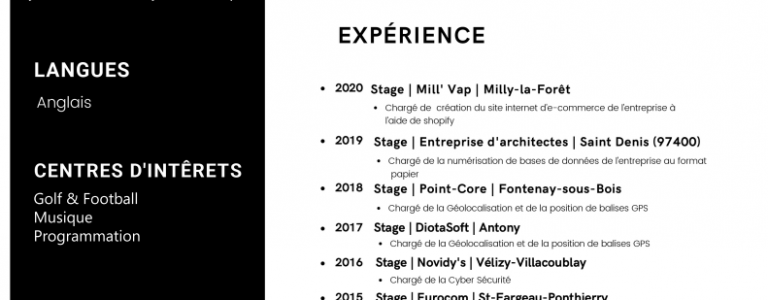 LANGUES
Anglais
CENTRES D'INTÊRETS
Golf & Football
Musique
Programmation
EXPÉRIENCE
2020 Stage | Mill' Vap | Milly-la-Forêt
Chargé de création du site internet d'e-commerce de l'entreprise à
l'aide de shopify
2019 Stage | Entreprise d'architectes | Saint Denis (97400)
Chargé de la numérisation de bases de données de l'entreprise au format
papier
2018 Stage | Point-Core | Fontenay-sous-Bois
Chargé de la Géolocalisation et de la position de balises GPS
2017 Stage | DiotaSoft | Antony
Chargé de la Géolocalisation et de la position de balises GPS
2016 Stage | Novidy's | Vélizy-Villacoublay
Chargé de la Cyber Sécurité
2015 Stage | Eurocom | St-Fargeau-Ponthierry